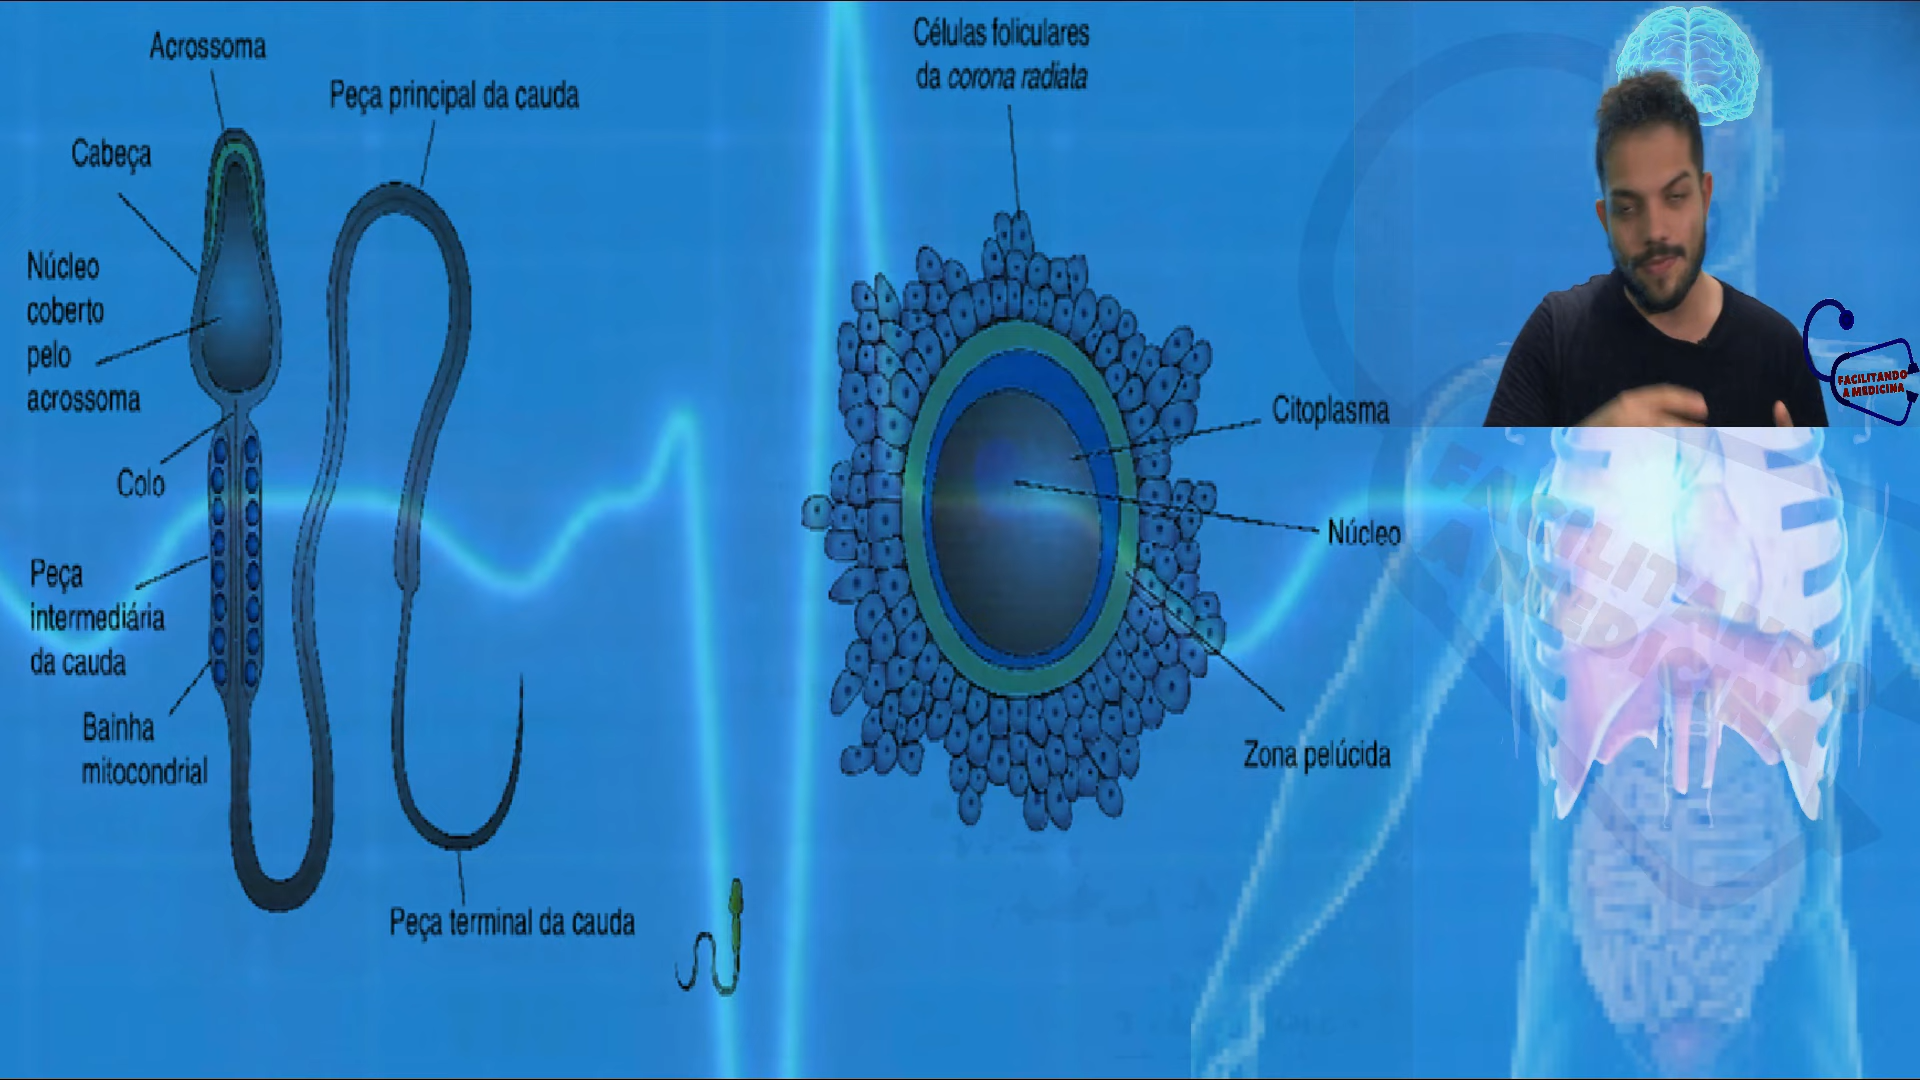 Acrossoma
Peça principal da cauda
Cabeça
Núcleo
coberto
pelo
acrossoma
Colo
Peça
intermediária
da cauda
Bainha
mitocondrial
Peça terminal da cauda
Células foliculares
da corona radiata
Citoplasma
Núcleo
Zona pelúcida
FACILITANDO
A MEDICINA
FACILITANDO
A MEDICINA